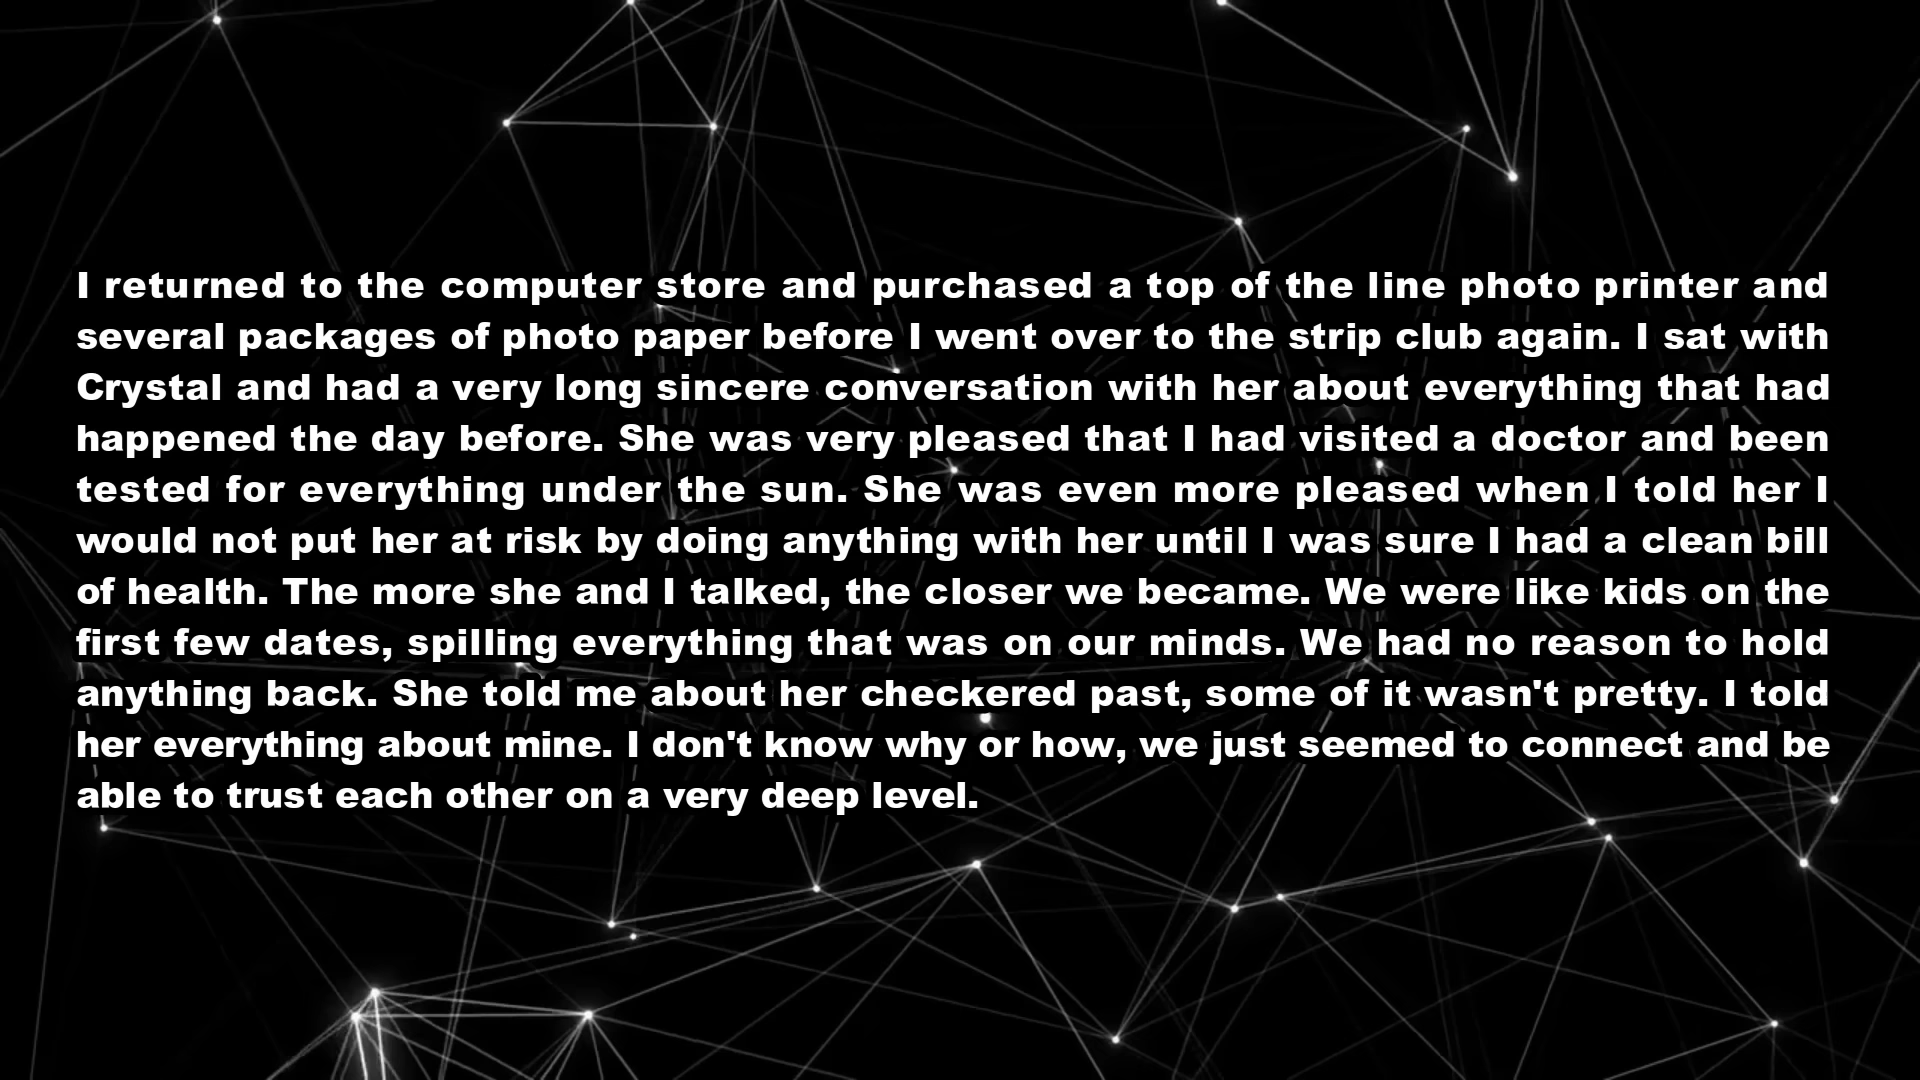 I returned to the computer store and purchased a top of the line photo printer and
several packages of photo paper before I went over to the strip club again. I sat with
Crystal and had a very long sincere conversation with her about everything that had
happened the day before. She was very pleased that I had visited a doctor and been
tested for everything under the sun. She was even more pleased when I told her I
would not put her at risk by doing anything with her until I was sure I had a clean bill
of health. The more she and I talked, the closer we became. We were like kids on the
first few dates, spilling everything that was on our minds. We had no reason to hold
anything back. She told me about her checkered past, some of it wasn't pretty. I told
her everything about mine. I don't know why or how, we just seemed to connect and be
able to trust each other on a very deep level.